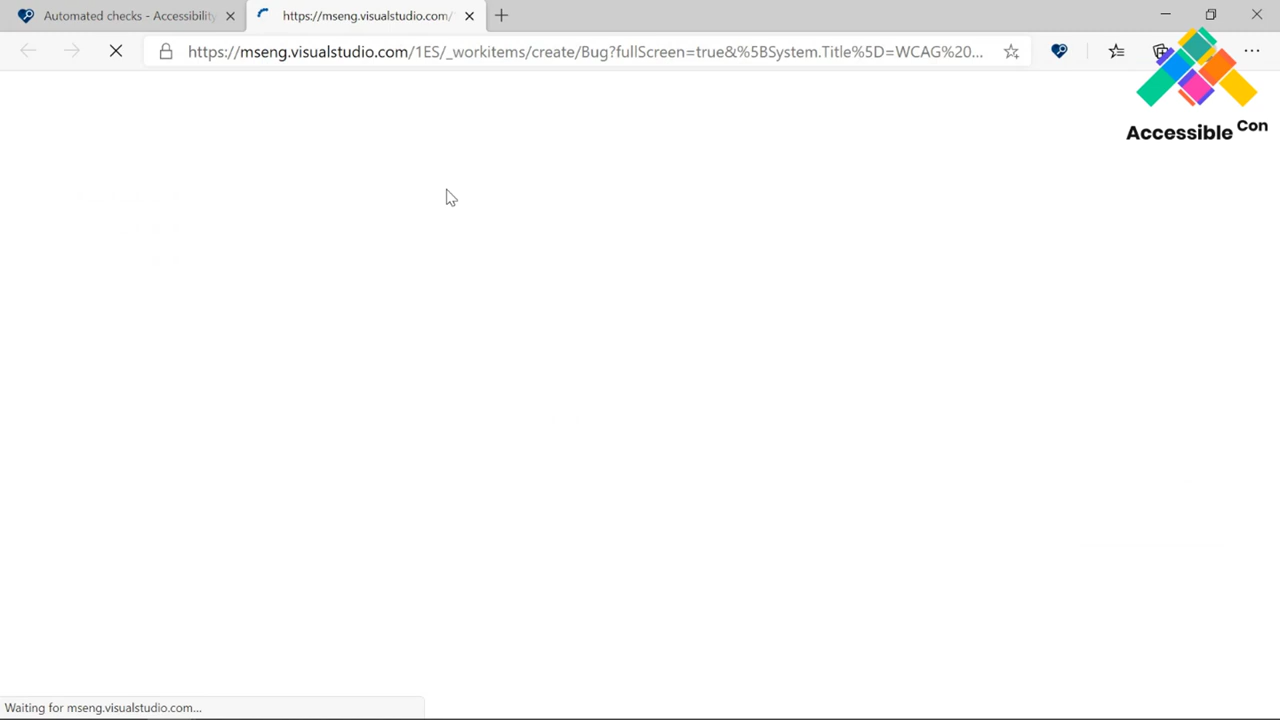 Automated checks - Accessibility
https://mseng.visualstudio.com/
https://mseng.visualstudio.com/1ES/_workitems/create/Bug?fullScreen=true&%5BSystem.Title%5D=WCAG%20...
Accessible Con
Waiting for mseng.visualstudio.com...